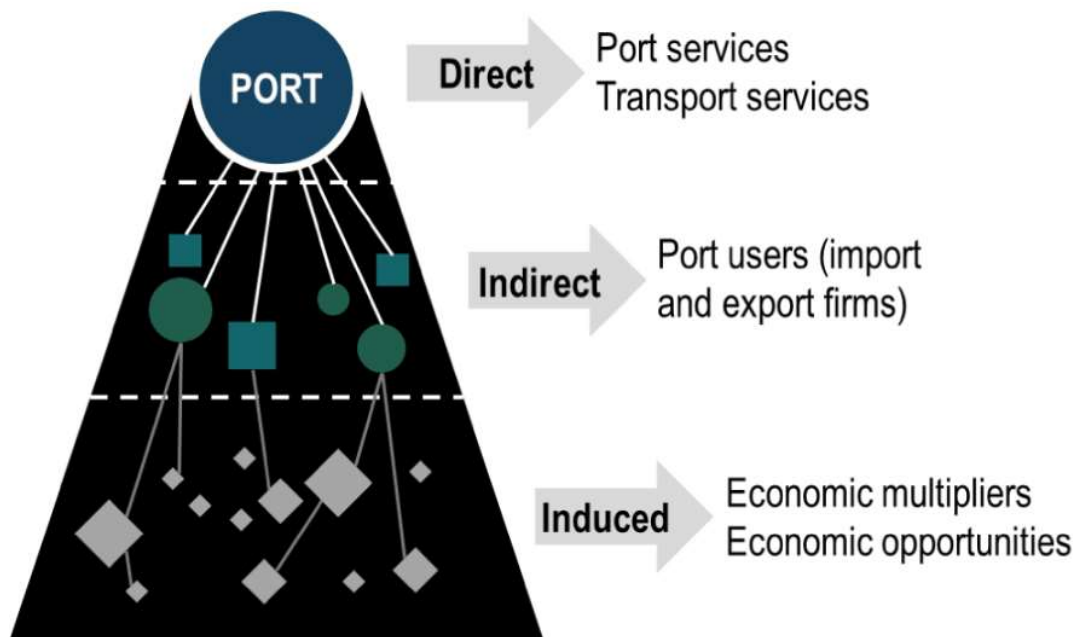 PORT
Direct
Port services
Transport services
Indirect
Port users (import
and export firms)
Induced
Economic multipliers
Economic opportunities